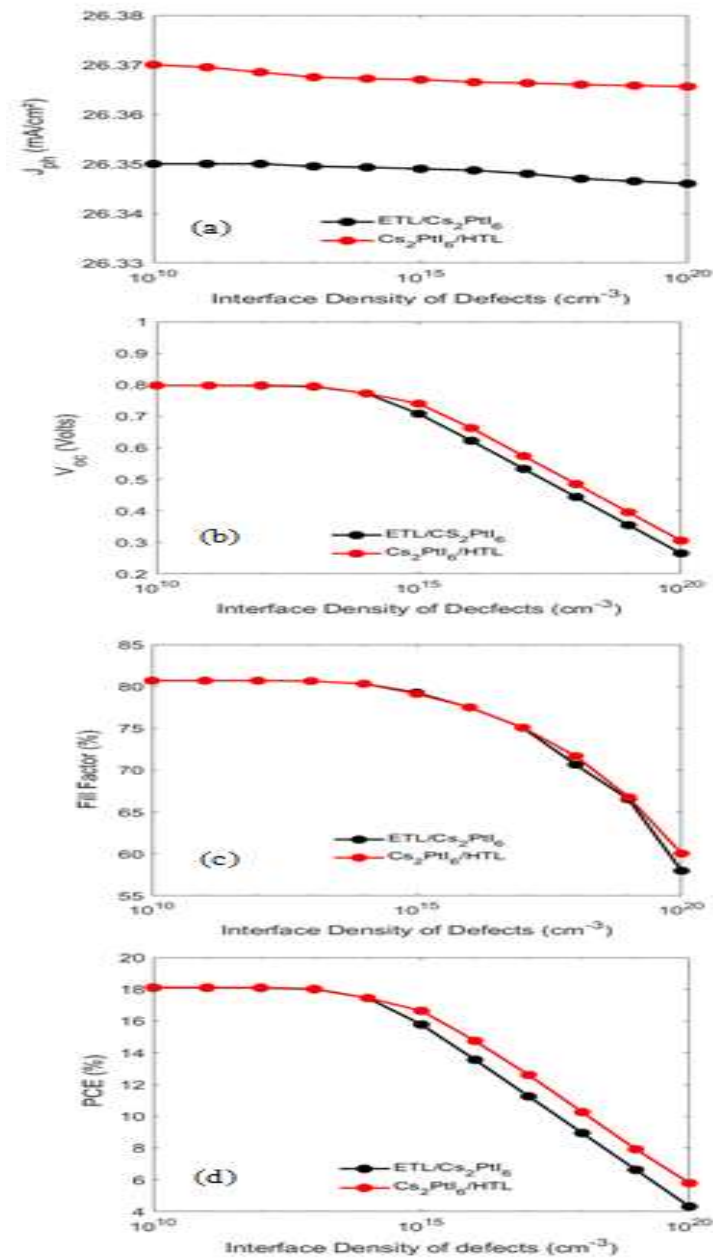 26.38
26.37
26.36
26.35
26.34
26.33
J_ph (mA/cm²)
(a)
ETL/Cs₂PtI₆
Cs₂PtI₆/HTL
10¹⁰ 10¹⁵ 10²⁰
Interface Density of Defects (cm⁻³)
1
0.9
0.8
0.7
0.6
0.5
0.4
0.3
0.2
V_oc (Volts)
(b)
ETL/CS₂PtI₆
Cs₂PtI₆/HTL
10¹⁰ 10¹⁵ 10²⁰
Interface Density of Decfects (cm⁻³)
85
80
75
70
65
60
55
Fill Factor (%)
(c)
ETL/Cs₂PtI₆
Cs₂PtI₆/HTL
10¹⁰ 10¹⁵ 10²⁰
Interface Density of Defects (cm⁻³)
20
18
16
14
12
10
8
6
4
PCE (%)
(d)
ETL/Cs₂PtI₆
Cs₂PtI₆/HTL
10¹⁰ 10¹⁵ 10²⁰
Interface Density of defects (cm⁻³)